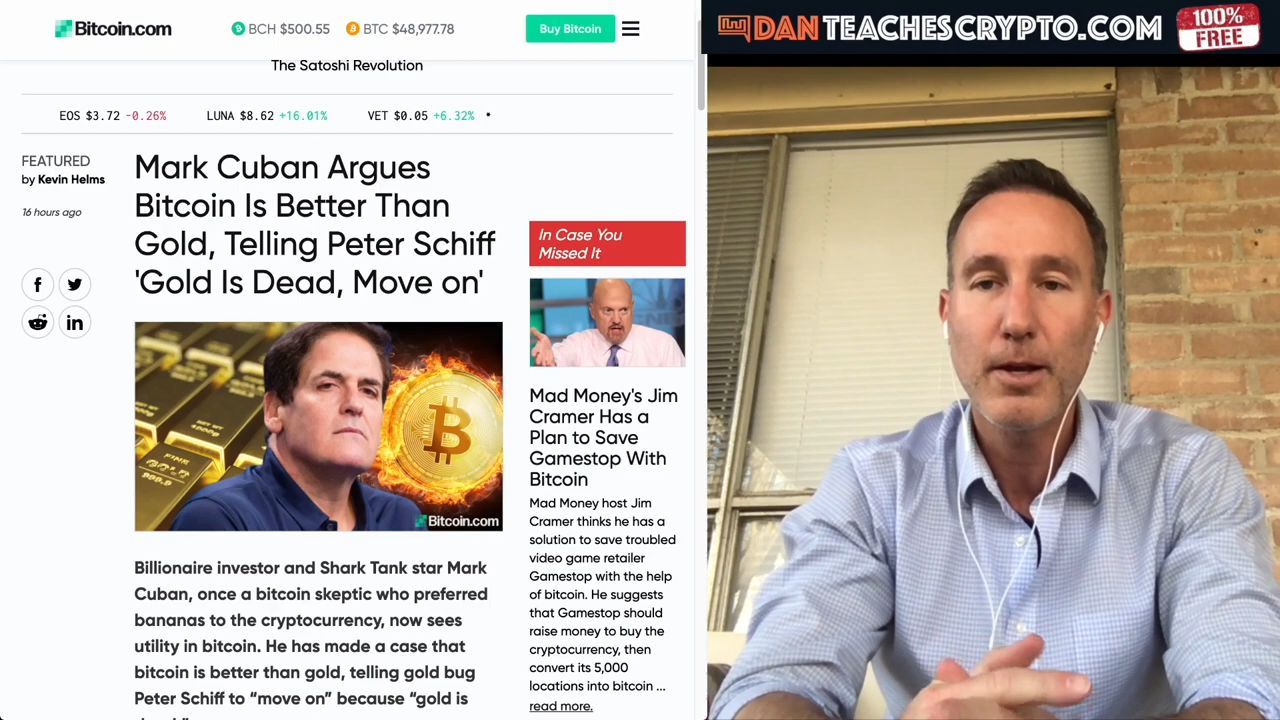 Bitcoin.com
BCH $500.55
BTC $48,977.78
Buy Bitcoin
DANTEACHESCRYPTO.COM
100%
FREE
The Satoshi Revolution
EOS $3.72 -0.26%
LUNA $8.62 +16.01%
VET $0.05 +6.32%
FEATURED
by Kevin Helms
16 hours ago
Mark Cuban Argues
Bitcoin Is Better Than
Gold, Telling Peter Schiff
'Gold Is Dead, Move on'
FINE
GOLD
999.9
Bitcoin.com
Billionaire investor and Shark Tank star Mark
Cuban, once a bitcoin skeptic who preferred
bananas to the cryptocurrency, now sees
utility in bitcoin. He has made a case that
bitcoin is better than gold, telling gold bug
Peter Schiff to “move on” because “gold is
In Case You
Missed It
Mad Money's Jim
Cramer Has a
Plan to Save
Gamestop With
Bitcoin
Mad Money host Jim
Cramer thinks he has a
solution to save troubled
video game retailer
Gamestop with the help
of bitcoin. He suggests
that Gamestop should
raise money to buy the
cryptocurrency, then
convert its 5,000
locations into bitcoin ...
read more.